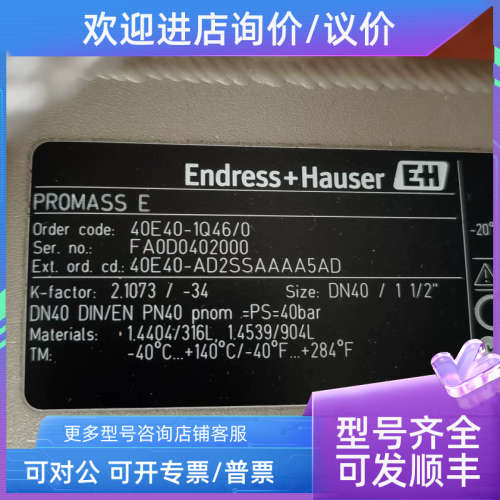 欢迎进店询价/议价
Endress+Hauser EH
PROMASS E
Order code: 40E40-1Q46/0
Ser. no.: FA0D0402000
Ext. ord. cd.: 40E40-AD2SSAAAA5AD
K-factor: 2.1073 / -34 Size: DN40 / 1 1/2"
DN40 DIN/EN PN40 pnom =PS=40bar
Materials: 1.4404/316L 1.4539/904L
TM: -40°C...+140°C/-40°F...+284°F
-20°
更多型号咨询店铺客服
可对公 可开专票/普票
型号齐全
可发顺丰